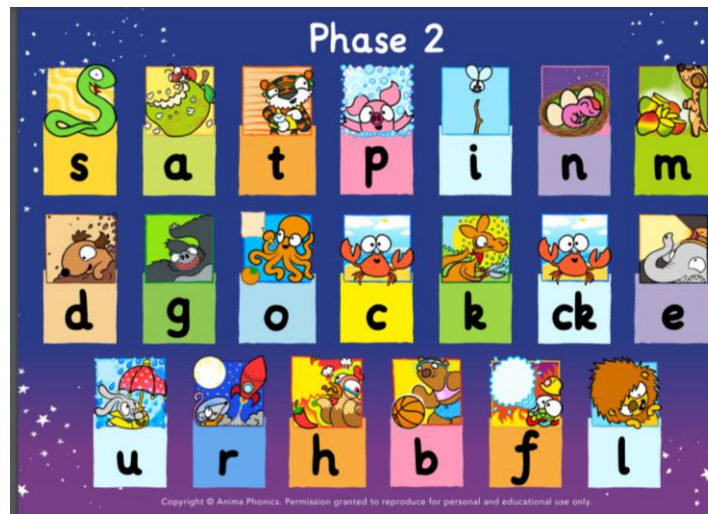 Phase 2
s a t p i n m
d g o c k ck e
u r h b f l
Copyright © Anima Phonics. Permission granted to reproduce for personal and educational use only.